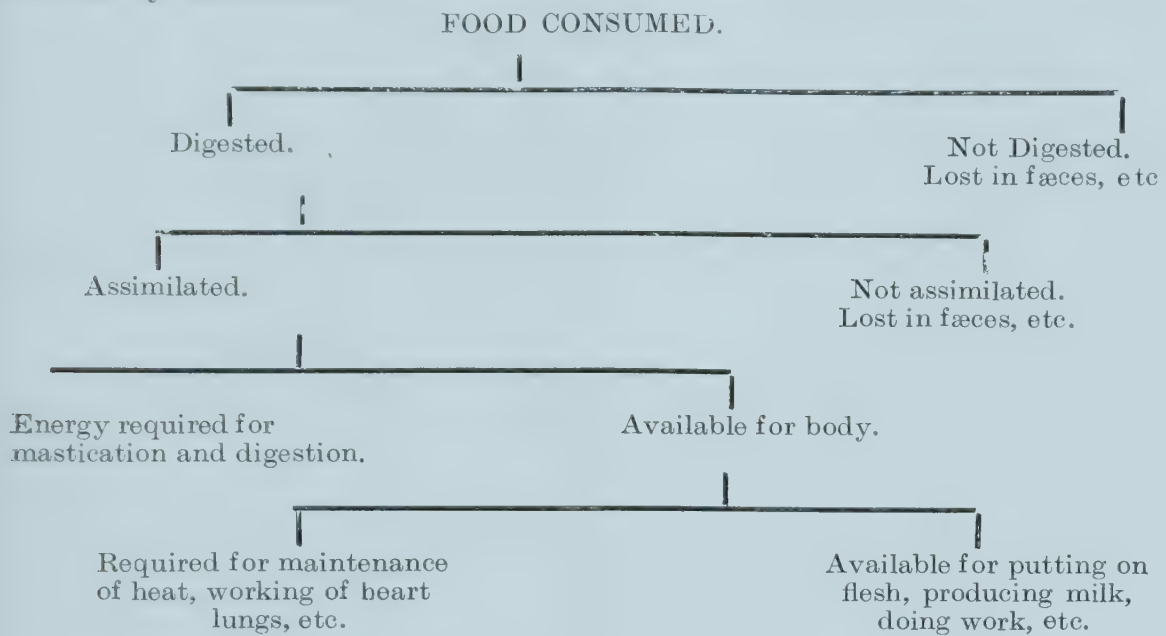 FOOD CONSUMED.
Digested.
Not Digested.
Lost in fæces, etc
Assimilated.
Not assimilated.
Lost in fæces, etc.
Energy required for
mastication and digestion.
Available for body.
Required for maintenance
of heat, working of heart
lungs, etc.
Available for putting on
flesh, producing milk,
doing work, etc.